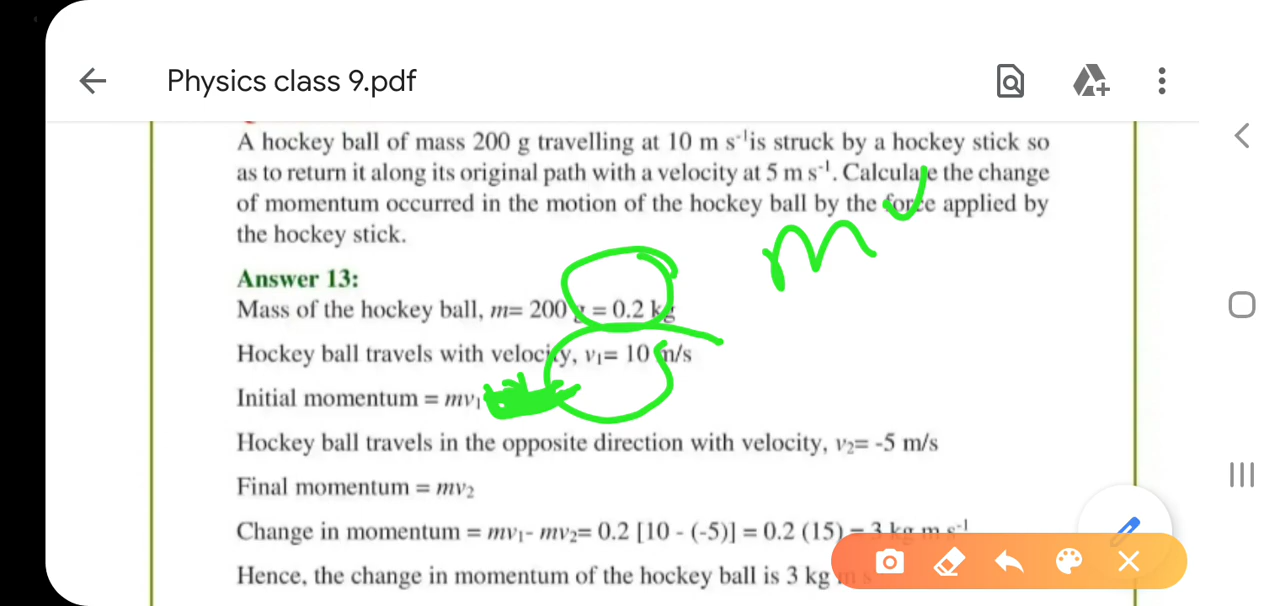 Physics class 9.pdf
A hockey ball of mass 200 g travelling at 10 m s⁻¹is struck by a hockey stick so
as to return it along its original path with a velocity at 5 m s⁻¹. Calculate the change
of momentum occurred in the motion of the hockey ball by the force applied by
the hockey stick.
m v
Answer 13:
Mass of the hockey ball, m= 200 g = 0.2 kg
Hockey ball travels with velocity, v₁= 10 m/s
Initial momentum = mv₁
Hockey ball travels in the opposite direction with velocity, v₂= -5 m/s
Final momentum = mv₂
Change in momentum = mv₁- mv₂= 0.2 [10 - (-5)] = 0.2 (15) = 3 kg m s⁻¹
Hence, the change in momentum of the hockey ball is 3 kg m s